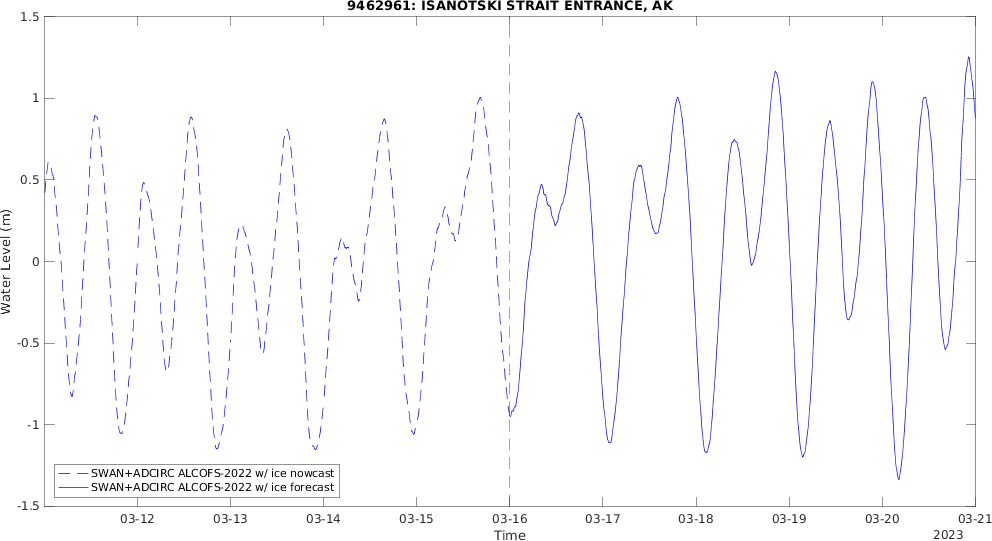 9462961: ISANOTSKI STRAIT ENTRANCE, AK
1.5
1
0.5
0
-0.5
-1
-1.5
Water Level (m)
SWAN+ADCIRC ALCOFS-2022 w/ ice nowcast
SWAN+ADCIRC ALCOFS-2022 w/ ice forecast
03-12 03-13 03-14 03-15 03-16 03-17 03-18 03-19 03-20 03-21
Time
2023